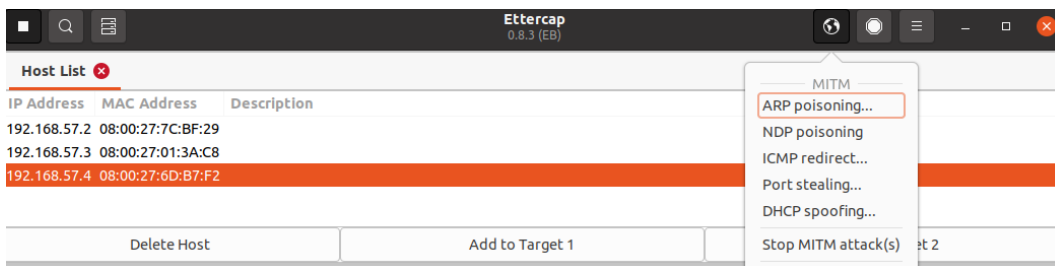 Ettercap
0.8.3 (EB)
Host List
MITM
IP Address MAC Address Description
ARP poisoning...
192.168.57.2 08:00:27:7C:BF:29
NDP poisoning
192.168.57.3 08:00:27:01:3A:C8
ICMP redirect...
192.168.57.4 08:00:27:6D:B7:F2
Port stealing...
DHCP spoofing...
Delete Host Add to Target 1 Stop MITM attack(s) et 2